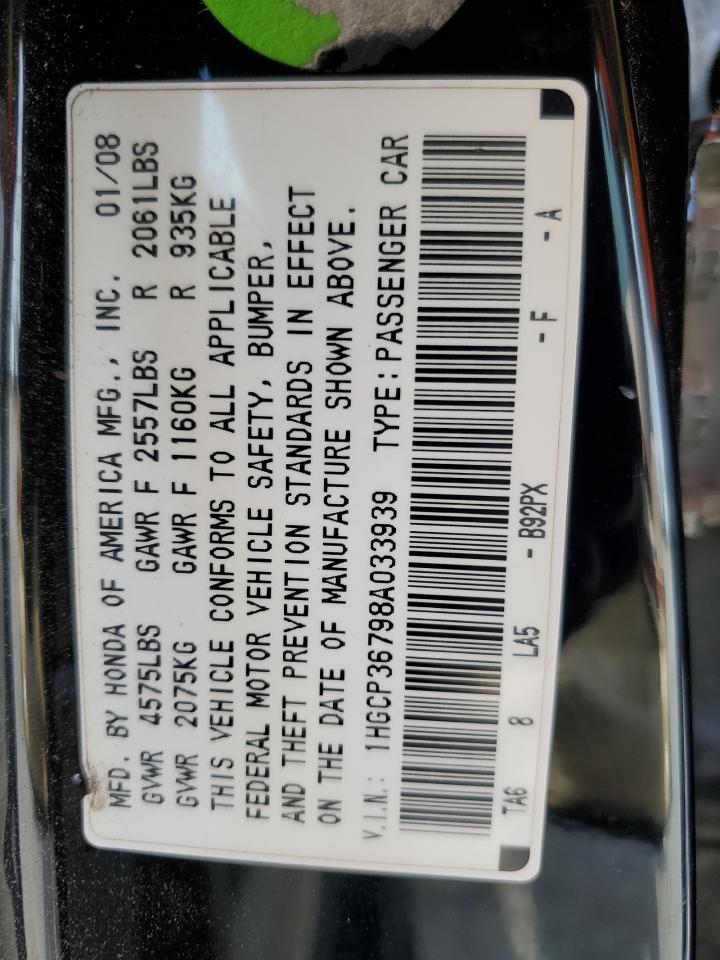 MFD. BY HONDA OF AMERICA MFG., INC. 01/08
GVWR 4575LBS GAWR F 2557LBS R 2061LBS
GVWR 2075KG GAWR F 1160KG R 935KG
THIS VEHICLE CONFORMS TO ALL APPLICABLE
FEDERAL MOTOR VEHICLE SAFETY, BUMPER,
AND THEFT PREVENTION STANDARDS IN EFFECT
ON THE DATE OF MANUFACTURE SHOWN ABOVE.
V.I.N.: 1HGCP36798A033939 TYPE: PASSENGER CAR
TA6 8 LA5 - B92PX - F - A